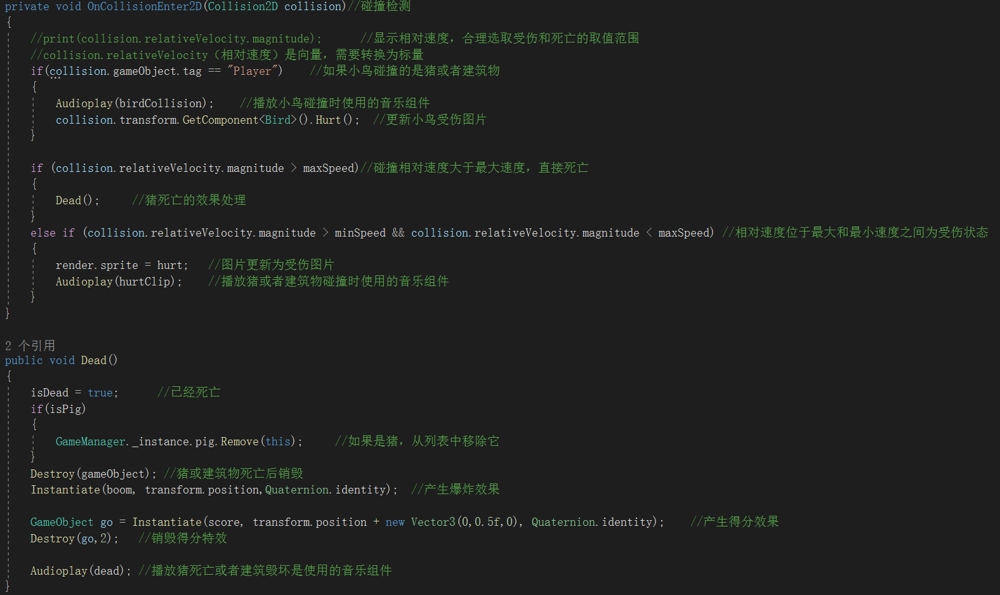 private void OnCollisionEnter2D(Collision2D collision)//碰撞检测
{
//print(collision.relativeVelocity.magnitude);      //显示相对速度，合理选取受伤和死亡的取值范围
//collision.relativeVelocity（相对速度）是向量，需要转换为标量
if(collision.gameObject.tag == "Player")    //如果小鸟碰撞的是猪或者建筑物
{
Audioplay(birdCollision);    //播放小鸟碰撞时使用的音乐组件
collision.transform.GetComponent<Bird>().Hurt();  //更新小鸟受伤图片
}
if (collision.relativeVelocity.magnitude > maxSpeed)//碰撞相对速度大于最大速度，直接死亡
{
Dead();     //猪死亡的效果处理
}
else if (collision.relativeVelocity.magnitude > minSpeed && collision.relativeVelocity.magnitude < maxSpeed) //相对速度位于最大和最小速度之间为受伤状态
{
render.sprite = hurt;   //图片更新为受伤图片
Audioplay(hurtClip);    //播放猪或者建筑物碰撞时使用的音乐组件
}
}
2 个引用
public void Dead()
{
isDead = true;      //已经死亡
if(isPig)
{
GameManager._instance.pig.Remove(this);     //如果是猪，从列表中移除它
}
Destroy(gameObject); //猪或建筑物死亡后销毁
Instantiate(boom, transform.position,Quaternion.identity);  //产生爆炸效果
GameObject go = Instantiate(score, transform.position + new Vector3(0,0.5f,0), Quaternion.identity);    //产生得分效果
Destroy(go,2);   //销毁得分特效
Audioplay(dead); //播放猪死亡或者建筑毁坏是使用的音乐组件
}